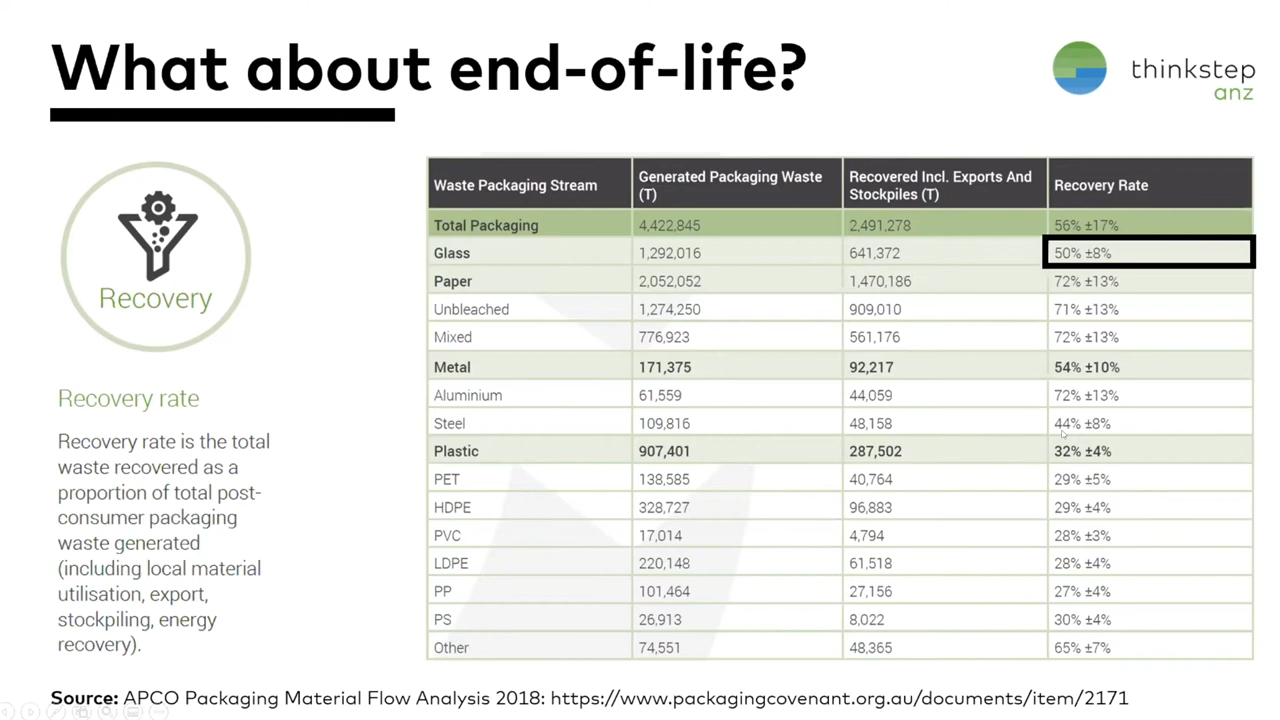 What about end-of-life?
thinkstep
anz
Recovery
Recovery rate
Recovery rate is the total
waste recovered as a
proportion of total post-
consumer packaging
waste generated
(including local material
utilisation, export,
stockpiling, energy
recovery).
Waste Packaging Stream Generated Packaging Waste (T) Recovered Incl. Exports And Stockpiles (T) Recovery Rate
Total Packaging 4,422,845 2,491,278 56% ±17%
Glass 1,292,016 641,372 50% ±8%
Paper 2,052,052 1,470,186 72% ±13%
Unbleached 1,274,250 909,010 71% ±13%
Mixed 776,923 561,176 72% ±13%
Metal 171,375 92,217 54% ±10%
Aluminium 61,559 44,059 72% ±13%
Steel 109,816 48,158 44% ±8%
Plastic 907,401 287,502 32% ±4%
PET 138,585 40,764 29% ±5%
HDPE 328,727 96,883 29% ±4%
PVC 17,014 4,794 28% ±3%
LDPE 220,148 61,518 28% ±4%
PP 101,464 27,156 27% ±4%
PS 26,913 8,022 30% ±4%
Other 74,551 48,365 65% ±7%
Source: APCO Packaging Material Flow Analysis 2018: https://www.packagingcovenant.org.au/documents/item/2171